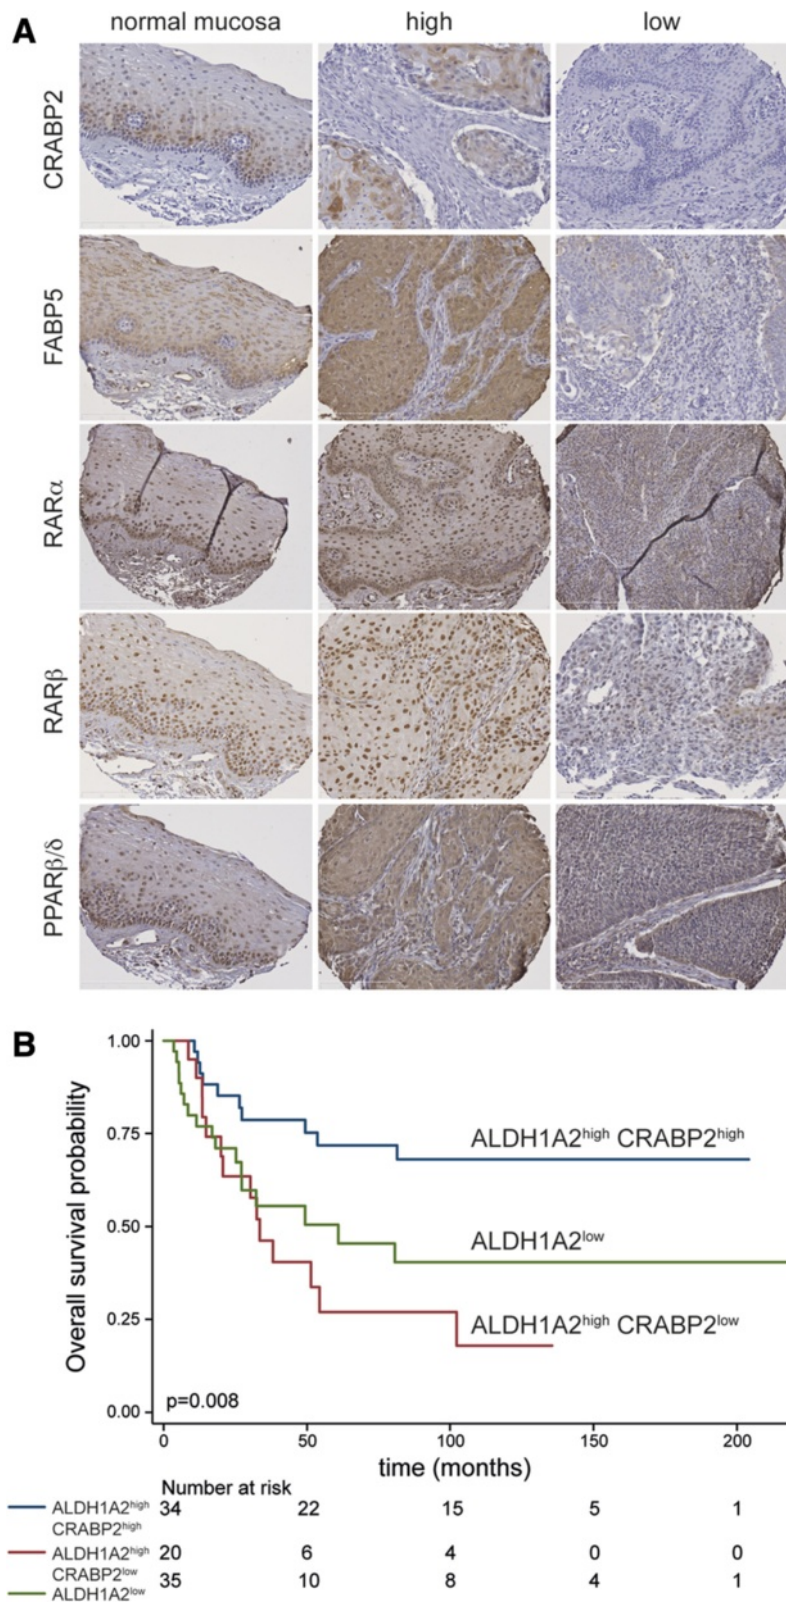 A
normal mucosa high low
CRABP2
FABP5
RARα
RARβ
PPARβ/δ
B
Overall survival probability
1.00
0.75
0.50
0.25
0.00
ALDH1A2high CRABP2high
ALDH1A2low
ALDH1A2high CRABP2low
p=0.008
0 50 100 150 200
time (months)
Number at risk
ALDH1A2high 34 22 15 5 1
CRABP2high
ALDH1A2high 20 6 4 0 0
CRABP2low
ALDH1A2low 35 10 8 4 1